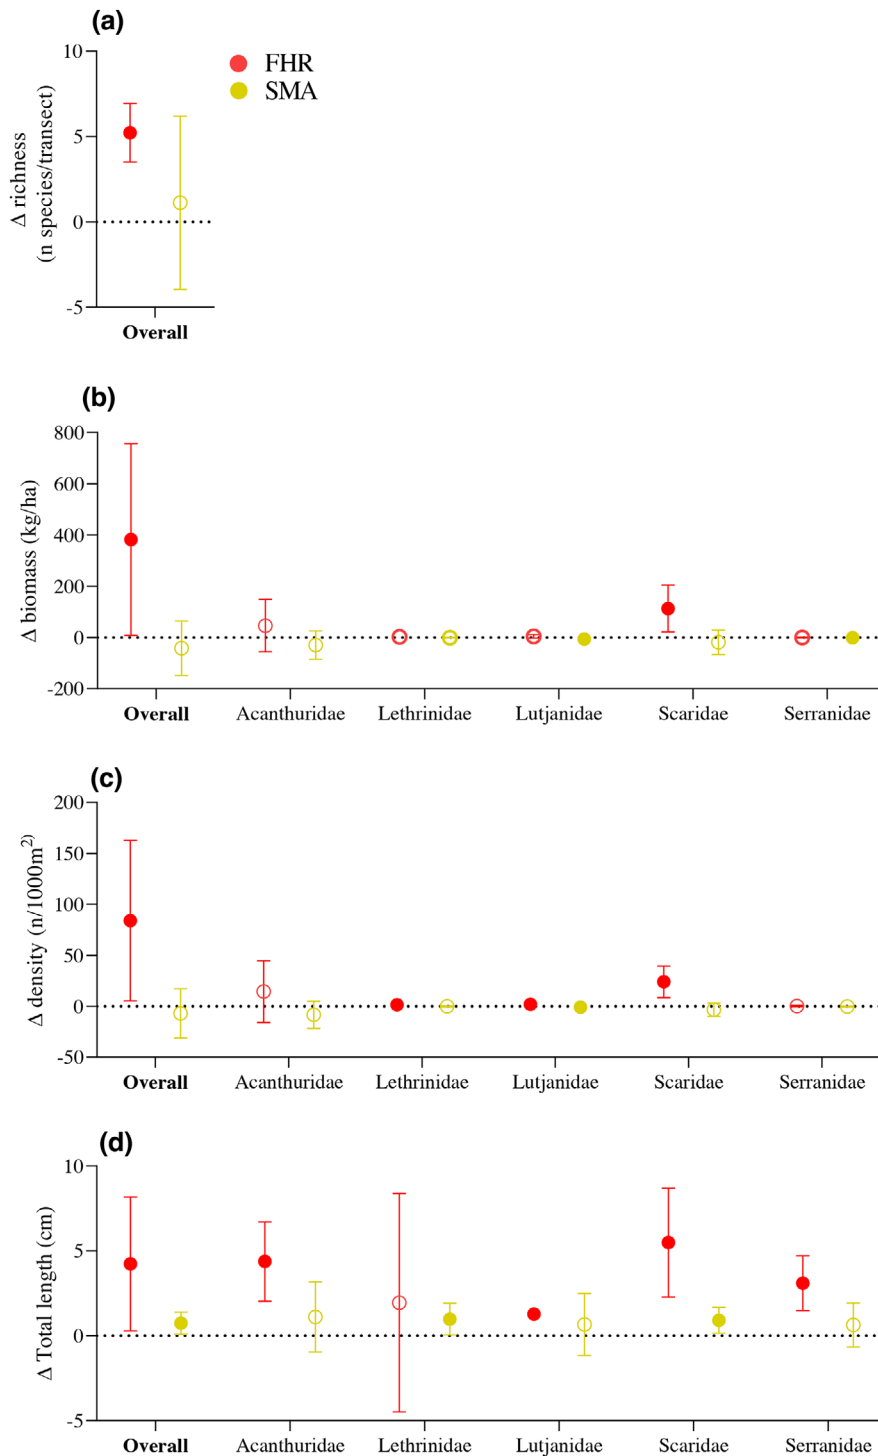 (a)
10
5
0
-5
Δ richness
(n species/transect)
Overall
FHR
SMA
(b)
800
600
400
200
0
-200
Δ biomass (kg/ha)
Overall Acanthuridae Lethrinidae Lutjanidae Scaridae Serranidae
(c)
200
150
100
50
0
-50
Δ density (n/1000m²)
Overall Acanthuridae Lethrinidae Lutjanidae Scaridae Serranidae
(d)
10
5
0
-5
Δ Total length (cm)
Overall Acanthuridae Lethrinidae Lutjanidae Scaridae Serranidae